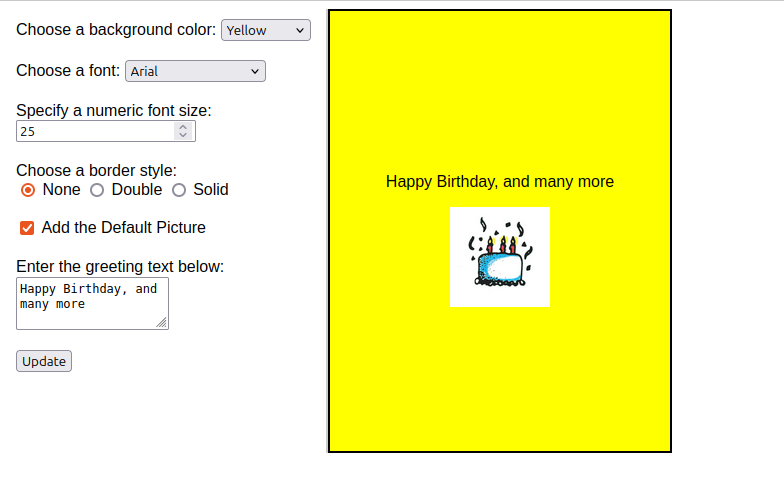 Choose a background color: Yellow
Choose a font: Arial
Specify a numeric font size:
25
Choose a border style:
None Double Solid
Add the Default Picture
Enter the greeting text below:
Happy Birthday, and
many more
Update
Happy Birthday, and many more